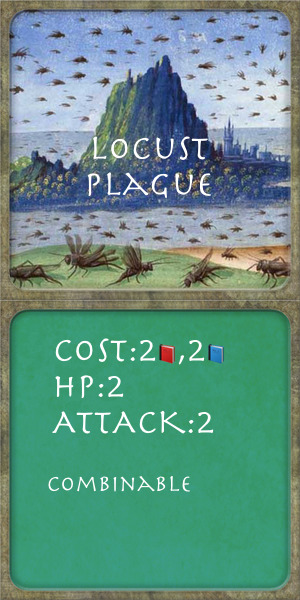 LOCUST
PLAGUE
COST:2📕,2📘
HP:2
ATTACK:2
COMBINABLE